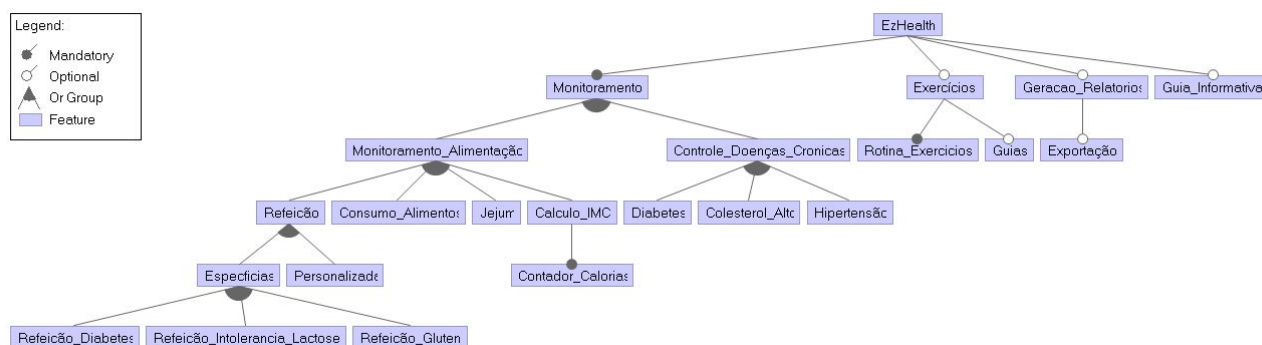 Legend:
Mandatory
Optional
Or Group
Feature
EzHealth
Monitoramento
Exercícios
Geracao_Relatorios
Guia_Informativa
Monitoramento_Alimentação
Controle_Doenças_Cronicas
Rotina_Exercicios
Guias
Exportação
Refeicão
Consumo_Alimentos
Jejum
Calculo_IMC
Diabetes
Colesterol_Alto
Hipertensão
Especficias
Personalizada
Contador_Calorias
Refeicão_Diabetes
Refeicão_Intolerancia_Lactose
Refeicão_Gluten